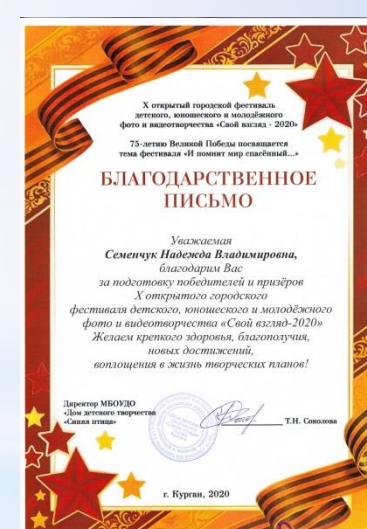 X открытый городской фестиваль
детского, юношеского и молодёжного
фото и видеотворчества «Свой взгляд - 2020»
75-летию Великой Победы посвящается
тема фестиваля «И помнит мир спасённый...»
БЛАГОДАРСТВЕННОЕ
ПИСЬМО
Уважаемая
Семенчук Надежда Владимировна,
благодарим Вас
за подготовку победителей и призёров
X открытого городского
фестиваля детского, юношеского и молодёжного
фото и видеотворчества «Свой взгляд-2020»
Желаем крепкого здоровья, благополучия,
новых достижений,
воплощения в жизнь творческих планов!
Директор МБОУДО
«Дом детского творчества
«Синяя птица»
Т.Н. Соколова
г. Курган, 2020